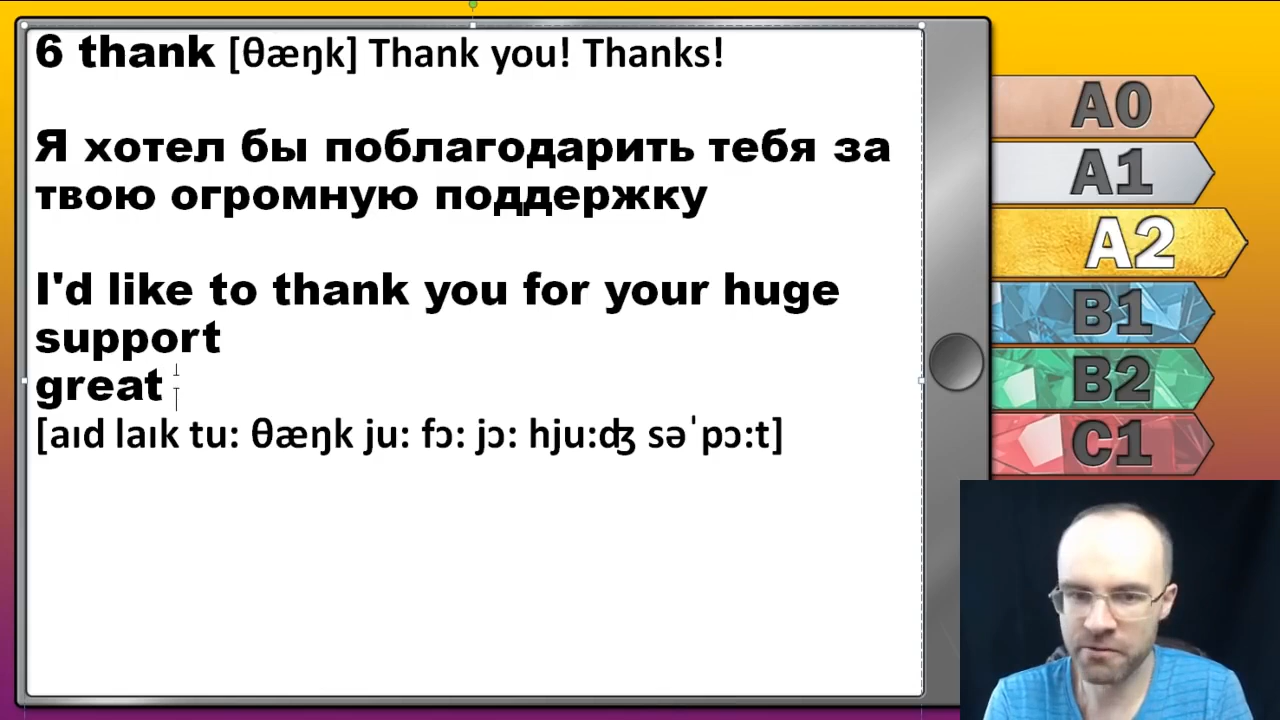 6 thank [θæŋk] Thank you! Thanks!
Я хотел бы поблагодарить тебя за
твою огромную поддержку
I'd like to thank you for your huge
support
great
[aɪd laɪk tu: θæŋk ju: fɔ: jɔ: hju:ʤ səˈpɔ:t]
A0
A1
A2
B1
B2
C1